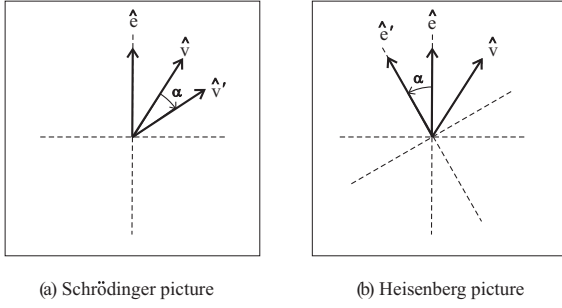 ê
v̂
α
v̂′
(a) Schrödinger picture
ê′
ê
v̂
α
(b) Heisenberg picture